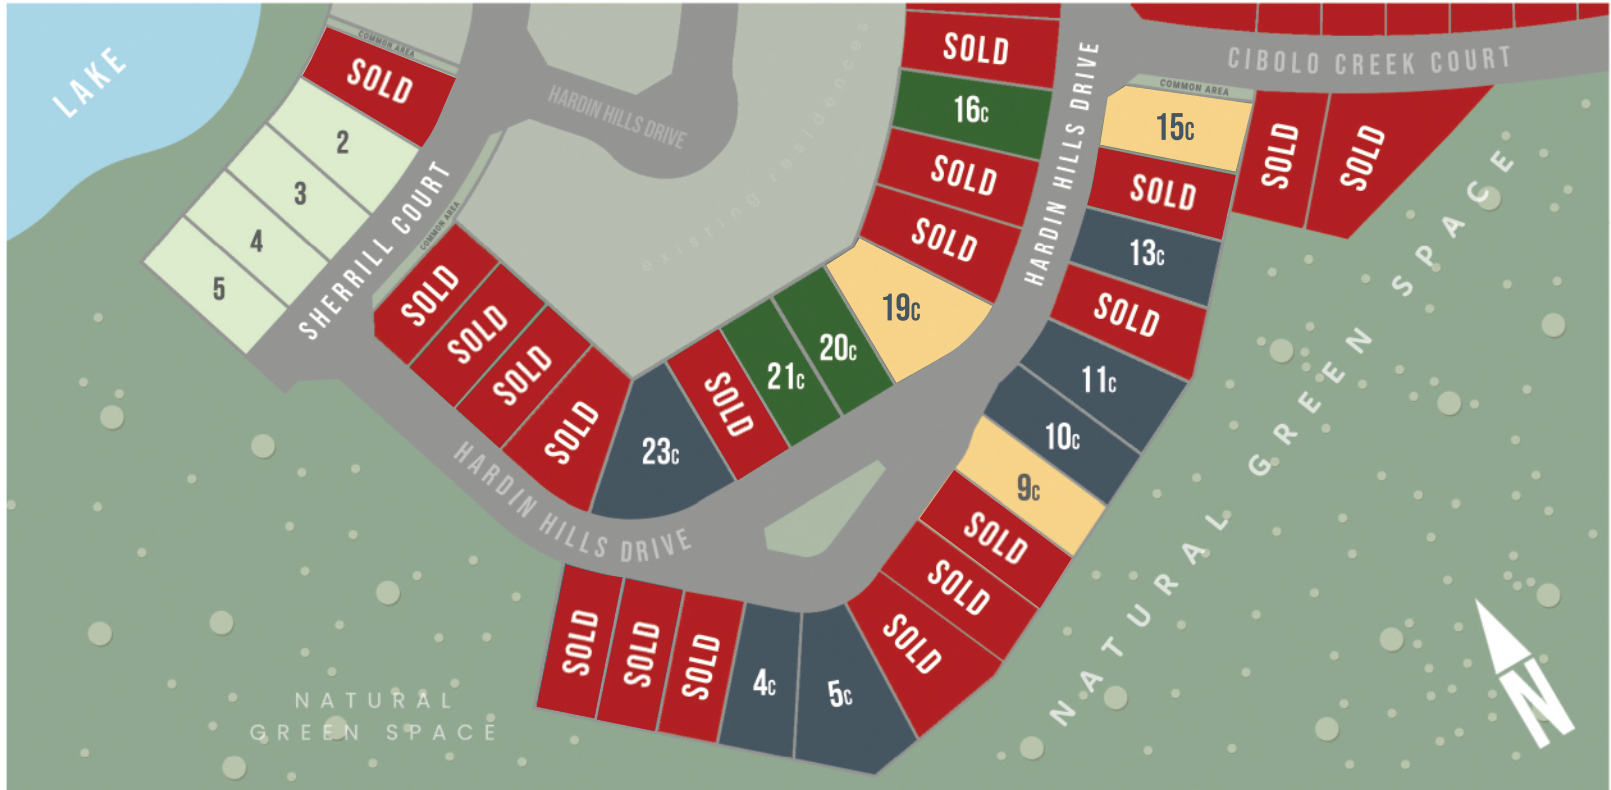 LAKE
COMMON AREA
SOLD
2
3
4
5
SHERRILL COURT
COMMON AREA
HARDIN HILLS DRIVE
existing residences
SOLD
16c
SOLD
SOLD
19c
20c
21c
SOLD
23c
SOLD
SOLD
SOLD
SOLD
HARDIN HILLS DRIVE
HARDIN HILLS DRIVE
CIBOLO CREEK COURT
COMMON AREA
15c
SOLD
SOLD
SOLD
13c
SOLD
11c
10c
9c
SOLD
SOLD
SOLD
5c
4c
SOLD
SOLD
SOLD
NATURAL GREEN SPACE
NATURAL
GREEN SPACE
N